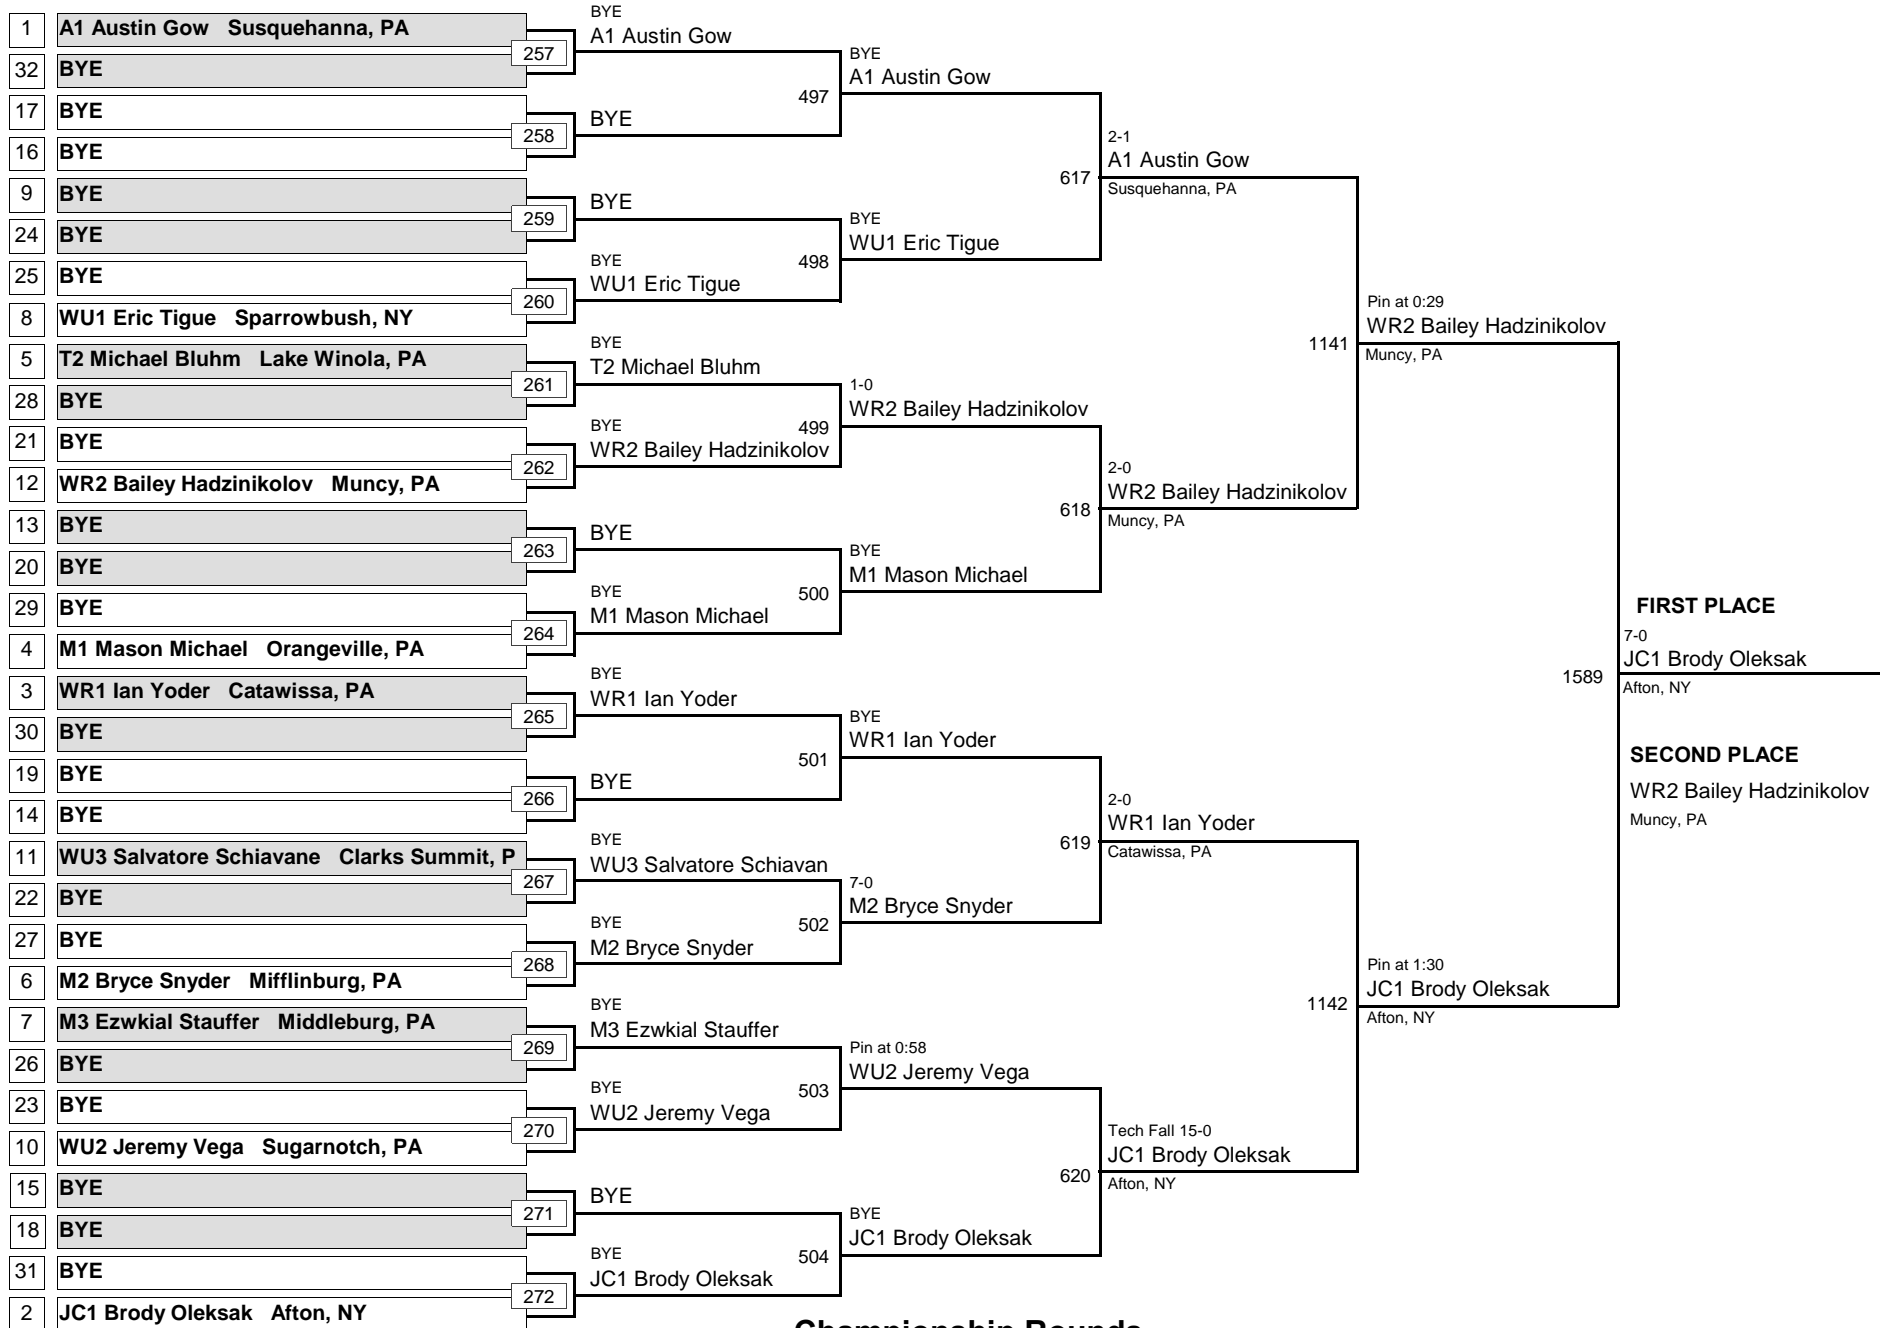 1 A1 Austin Gow Susquehanna, PA
32 BYE
257
17 BYE
16 BYE
258
9 BYE
24 BYE
259
25 BYE
8 WU1 Eric Tigue Sparrowbush, NY
260
5 T2 Michael Bluhm Lake Winola, PA
28 BYE
261
21 BYE
12 WR2 Bailey Hadzinikolov Muncy, PA
262
13 BYE
20 BYE
263
29 BYE
4 M1 Mason Michael Orangeville, PA
264
3 WR1 Ian Yoder Catawissa, PA
30 BYE
265
19 BYE
14 BYE
266
11 WU3 Salvatore Schiavane Clarks Summit, P
22 BYE
267
27 BYE
6 M2 Bryce Snyder Mifflinburg, PA
268
7 M3 Ezwkial Stauffer Middleburg, PA
26 BYE
269
23 BYE
10 WU2 Jeremy Vega Sugarnotch, PA
270
15 BYE
18 BYE
271
31 BYE
2 JC1 Brody Oleksak Afton, NY
272
BYE
A1 Austin Gow
497
BYE
BYE
498
BYE
WU1 Eric Tigue
BYE
T2 Michael Bluhm
499
BYE
WR2 Bailey Hadzinikolov
BYE
500
BYE
M1 Mason Michael
BYE
WR1 Ian Yoder
501
BYE
BYE
WU3 Salvatore Schiavan
502
BYE
M2 Bryce Snyder
BYE
M3 Ezwkial Stauffer
503
BYE
WU2 Jeremy Vega
BYE
504
BYE
JC1 Brody Oleksak
BYE
A1 Austin Gow
617
BYE
WU1 Eric Tigue
1-0
WR2 Bailey Hadzinikolov
618
BYE
M1 Mason Michael
BYE
WR1 Ian Yoder
619
7-0
M2 Bryce Snyder
Pin at 0:58
WU2 Jeremy Vega
620
BYE
JC1 Brody Oleksak
2-1
A1 Austin Gow
Susquehanna, PA
1141
2-0
WR2 Bailey Hadzinikolov
Muncy, PA
2-0
WR1 Ian Yoder
Catawissa, PA
1142
Tech Fall 15-0
JC1 Brody Oleksak
Afton, NY
Pin at 0:29
WR2 Bailey Hadzinikolov
Muncy, PA
1589
Pin at 1:30
JC1 Brody Oleksak
Afton, NY
FIRST PLACE
7-0
JC1 Brody Oleksak
Afton, NY
SECOND PLACE
WR2 Bailey Hadzinikolov
Muncy, PA
Championship Rounds